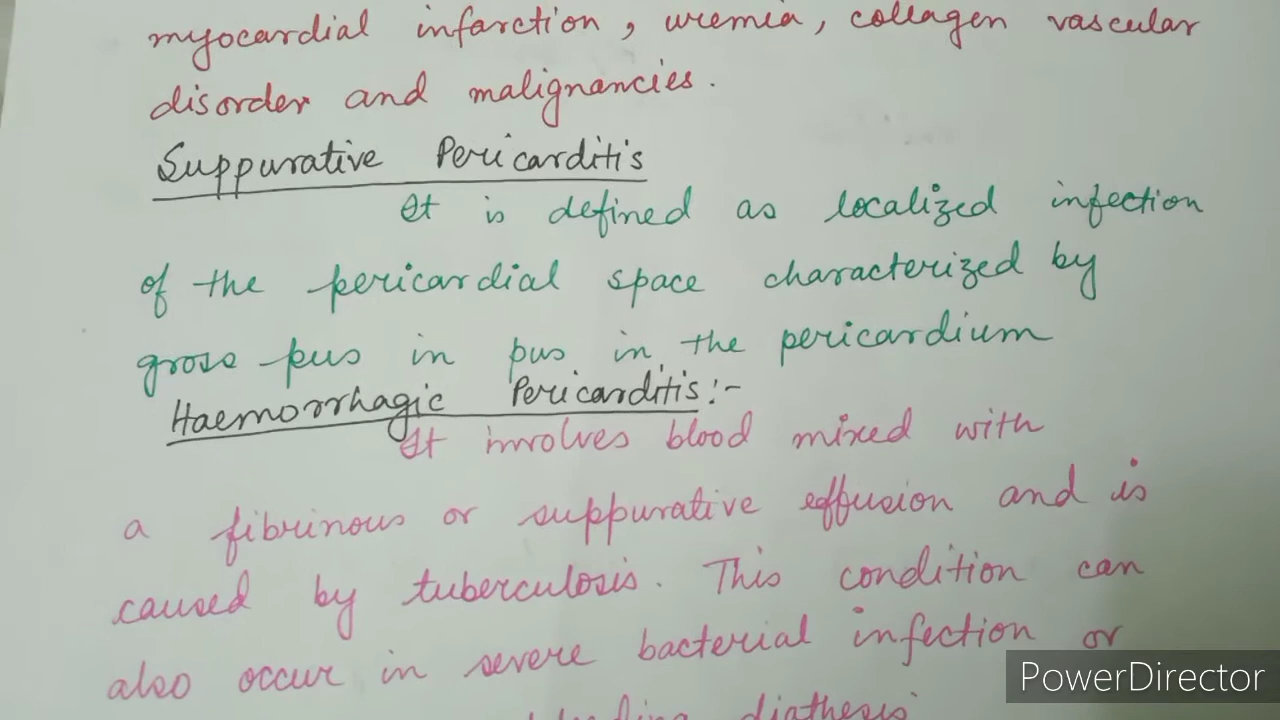 myocardial infarction, uremia, collagen vascular
disorder and malignancies.
Suppurative Pericarditis
It is defined as localized infection
of the pericardial space characterized by
gross pus in pus in the pericardium
Haemorrhagic Pericarditis:-
It involves blood mixed with
a fibrinous or suppurative effusion and is
caused by tuberculosis. This condition can
also occur in severe bacterial infection or
diathesis
PowerDirector